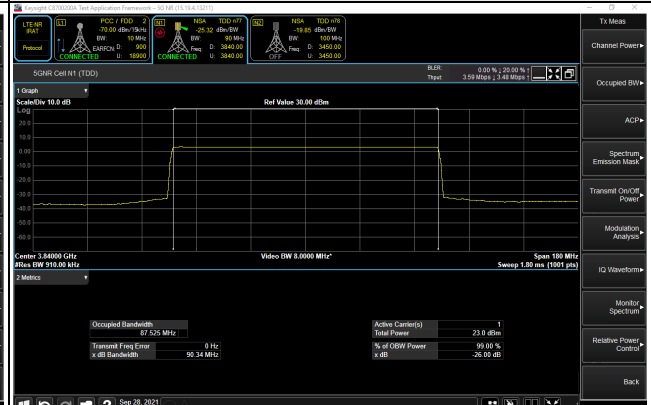 Keysight C8700200A Test Application Framework -- 5G NR (15.19.4.15211)
LTE-NR
IRAT
Protocol
L1
PCC / FDD 2
-70.00 dBm/15kHz
BW: 10 MHz
EARFCN: D: 900
U: 18900
CONNECTED
N1
NSA TDD n77
-25.32 dBm/BW
BW: 90 MHz
Freq: D: 3840.00
U: 3840.00
CONNECTED
N2
NSA TDD n78
-19.85 dBm/BW
BW: 100 MHz
Freq: D: 3450.00
U: 3450.00
OFF
5GNR Cell N1 (TDD)
BLER: 0.00 % ¦ 20.00 % ↑
Thput: 3.59 Mbps ¦ 3.48 Mbps ↑
1 Graph
Scale/Div 10.0 dB
Ref Value 30.00 dBm
Log
20.0
10.0
0.00
-10.0
-20.0
-30.0
-40.0
-50.0
-60.0
Center 3.84000 GHz
Video BW 8.0000 MHz*
Span 180 MHz
#Res BW 910.00 kHz
Sweep 1.80 ms (1001 pts)
2 Metrics
Occupied Bandwidth
87.525 MHz
Transmit Freq Error 0 Hz
x dB Bandwidth 90.34 MHz
Active Carrier(s) 1
Total Power 23.0 dBm
% of OBW Power 99.00 %
x dB -26.00 dB
Sep 28, 2021
Tx Meas
Channel Power
Occupied BW
ACP
Spectrum
Emission Mask
Transmit On/Off
Power
Modulation
Analysis
IQ Waveform
Monitor
Spectrum
Relative Power
Control
Back